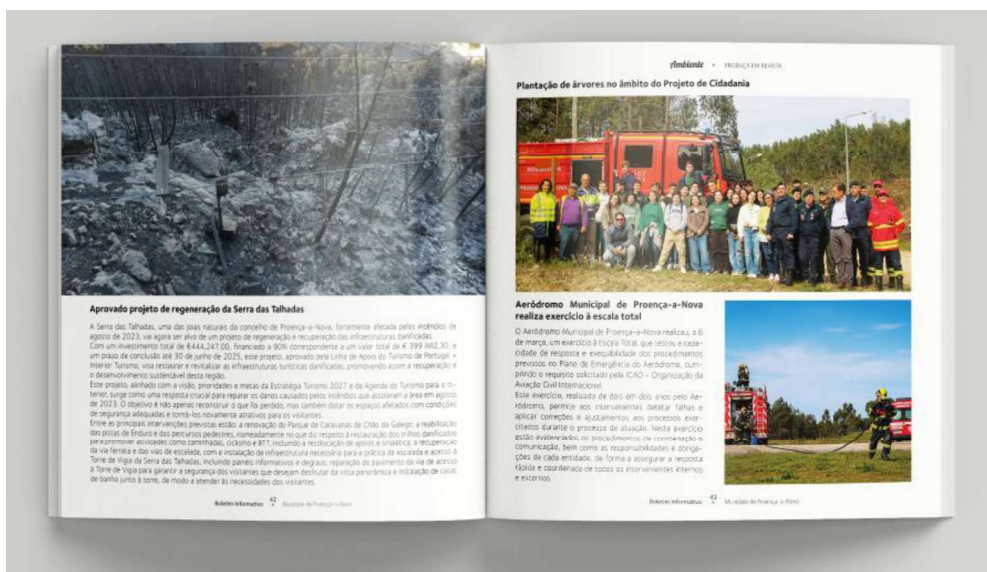 Aprovado projeto de regeneração da Serra das Talhadas
A Serra das Talhadas, uma das joias naturais do concelho de Proença-a-Nova, fortemente afetada pelos incêndios de
agosto de 2023, vai agora ser alvo de um projeto de regeneração e recuperação das infraestruturas danificadas.
Com um investimento total de €444.247,00, financiado a 90% correspondente a um valor total de € 399 882,30, e
um prazo de conclusão até 30 de junho de 2025, este projeto, aprovado pela Linha de Apoio do Turismo de Portugal +
Interior Turismo, visa restaurar e revitalizar as infraestruturas turísticas danificadas, promovendo assim a recuperação e
o desenvolvimento sustentável desta região.
Este projeto, alinhado com a visão, prioridades e metas da Estratégia Turismo 2027 e da Agenda do Turismo para o In-
terior, surge como uma resposta crucial para reparar os danos causados pelos incêndios que assolaram a área em agosto
de 2023. O objetivo é não apenas reconstruir o que foi perdido, mas também dotar os espaços afetados com condições
de segurança adequadas e torná-los novamente atrativos para os visitantes.
Entre as principais intervenções previstas estão: a renovação do Parque de Caravanas de Chão do Galego; a reabilitação
das pistas de Enduro e dos percursos pedestres, nomeadamente no que diz respeito à restauração dos trilhos danificados
para promover atividades como caminhadas, ciclismo e BTT, incluindo a recolocação de apoios e sinalética; a recuperação
da via ferrata e das vias de escalada, com a instalação de infraestrutura necessária para a prática de escalada e acesso à
Torre de Vigia da Serra das Talhadas, incluindo painéis informativos e degraus; reparação do pavimento da via de acesso
à Torre de Vigia para garantir a segurança dos visitantes que desejam desfrutar da vista panorâmica e instalação de casas
de banho junto à torre, de modo a atender às necessidades dos visitantes.
Boletim Informativo 42 Município de Proença-a-Nova
Ambiente • PROENÇA EM REVISTA
Plantação de árvores no âmbito do Projeto de Cidadania
Aeródromo Municipal de Proença-a-Nova
realiza exercício à escala total
O Aeródromo Municipal de Proença-a-Nova realizou, a 6
de março, um exercício à Escala Total, que testou a capa-
cidade de resposta e exequibilidade dos procedimentos
previstos no Plano de Emergência do Aeródromo, cum-
prindo o requisito solicitado pela ICAO - Organização da
Aviação Civil Internacional.
Este exercício, realizado de dois em dois anos pelo Ae-
ródromo, permite aos intervenientes detetar falhas e
aplicar correções e ajustamentos aos processos exer-
citados durante o processo de atuação. Neste exercício
estão evidenciados os procedimentos de coordenação e
comunicação, bem como as responsabilidades e obriga-
ções de cada entidade, de forma a assegurar a resposta
rápida e coordenada de todos os intervenientes internos
e externos.
Boletim Informativo 43 Município de Proença-a-Nova